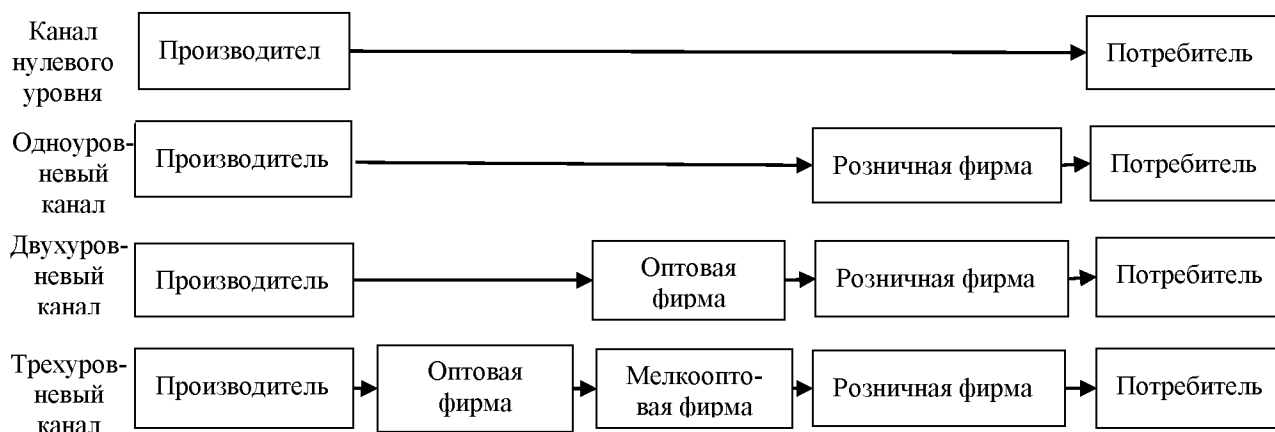 Канал
нулевого
уровня
Производител
Потребитель
Одноуров-
невый
канал
Производитель
Розничная фирма
Потребитель
Двухуров-
невый
канал
Производитель
Оптовая
фирма
Розничная фирма
Потребитель
Трехуров-
невый
канал
Производитель
Оптовая
фирма
Мелкоопто-
вая фирма
Розничная фирма
Потребитель